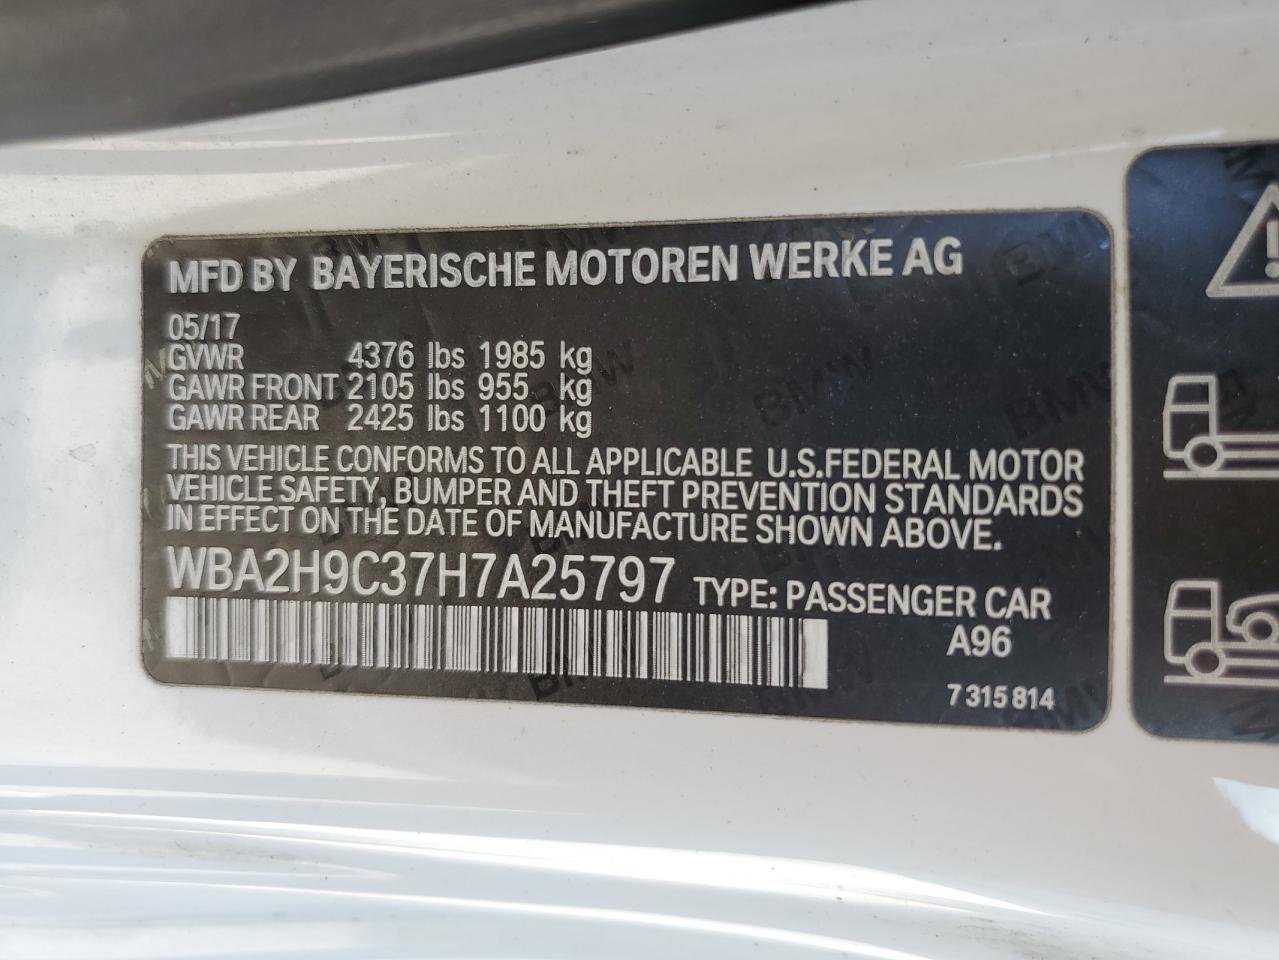 MFD BY BAYERISCHE MOTOREN WERKE AG
05/17
GVWR 4376 lbs 1985 kg
GAWR FRONT 2105 lbs 955 kg
GAWR REAR 2425 lbs 1100 kg
THIS VEHICLE CONFORMS TO ALL APPLICABLE U.S.FEDERAL MOTOR
VEHICLE SAFETY, BUMPER AND THEFT PREVENTION STANDARDS
IN EFFECT ON THE DATE OF MANUFACTURE SHOWN ABOVE.
WBA2H9C37H7A25797 TYPE: PASSENGER CAR
A96
7 315 814